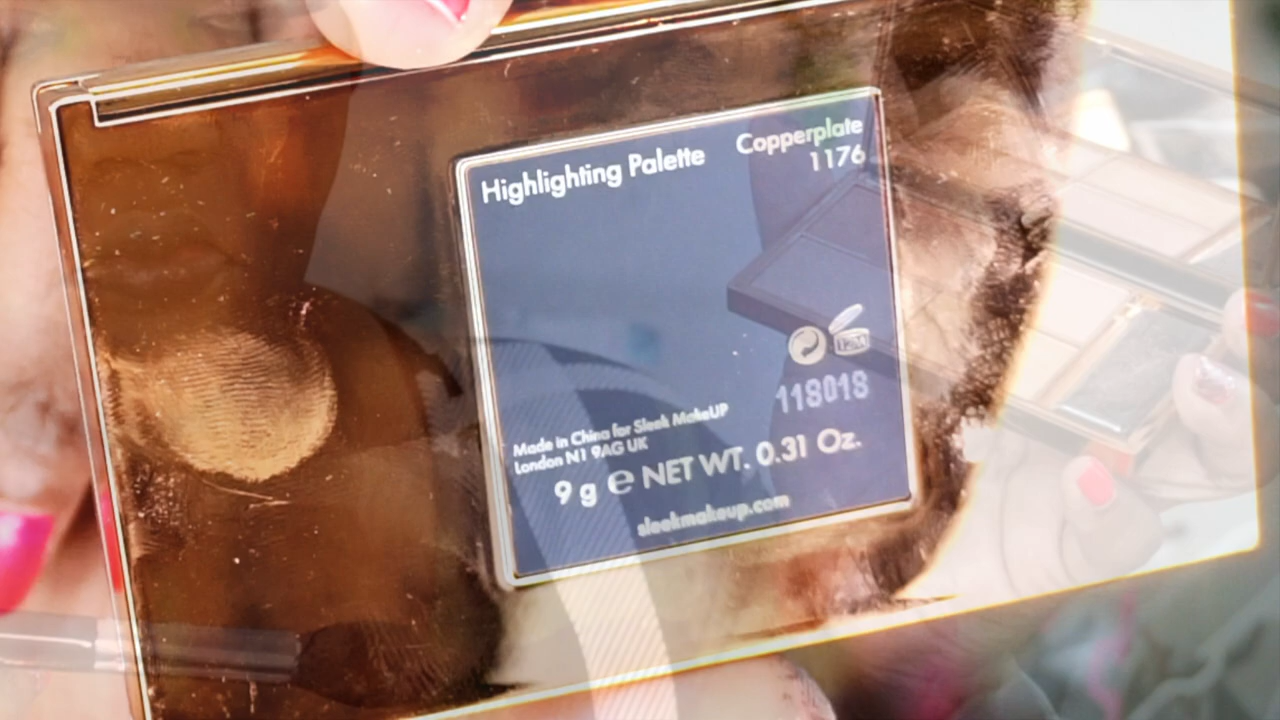 Highlighting Palette
Copperplate
1176
12M
118018
Made in China for Sleek MakeUP
London N1 9AG UK
9 g e NET WT. 0.31 Oz.
sleekmakeup.com